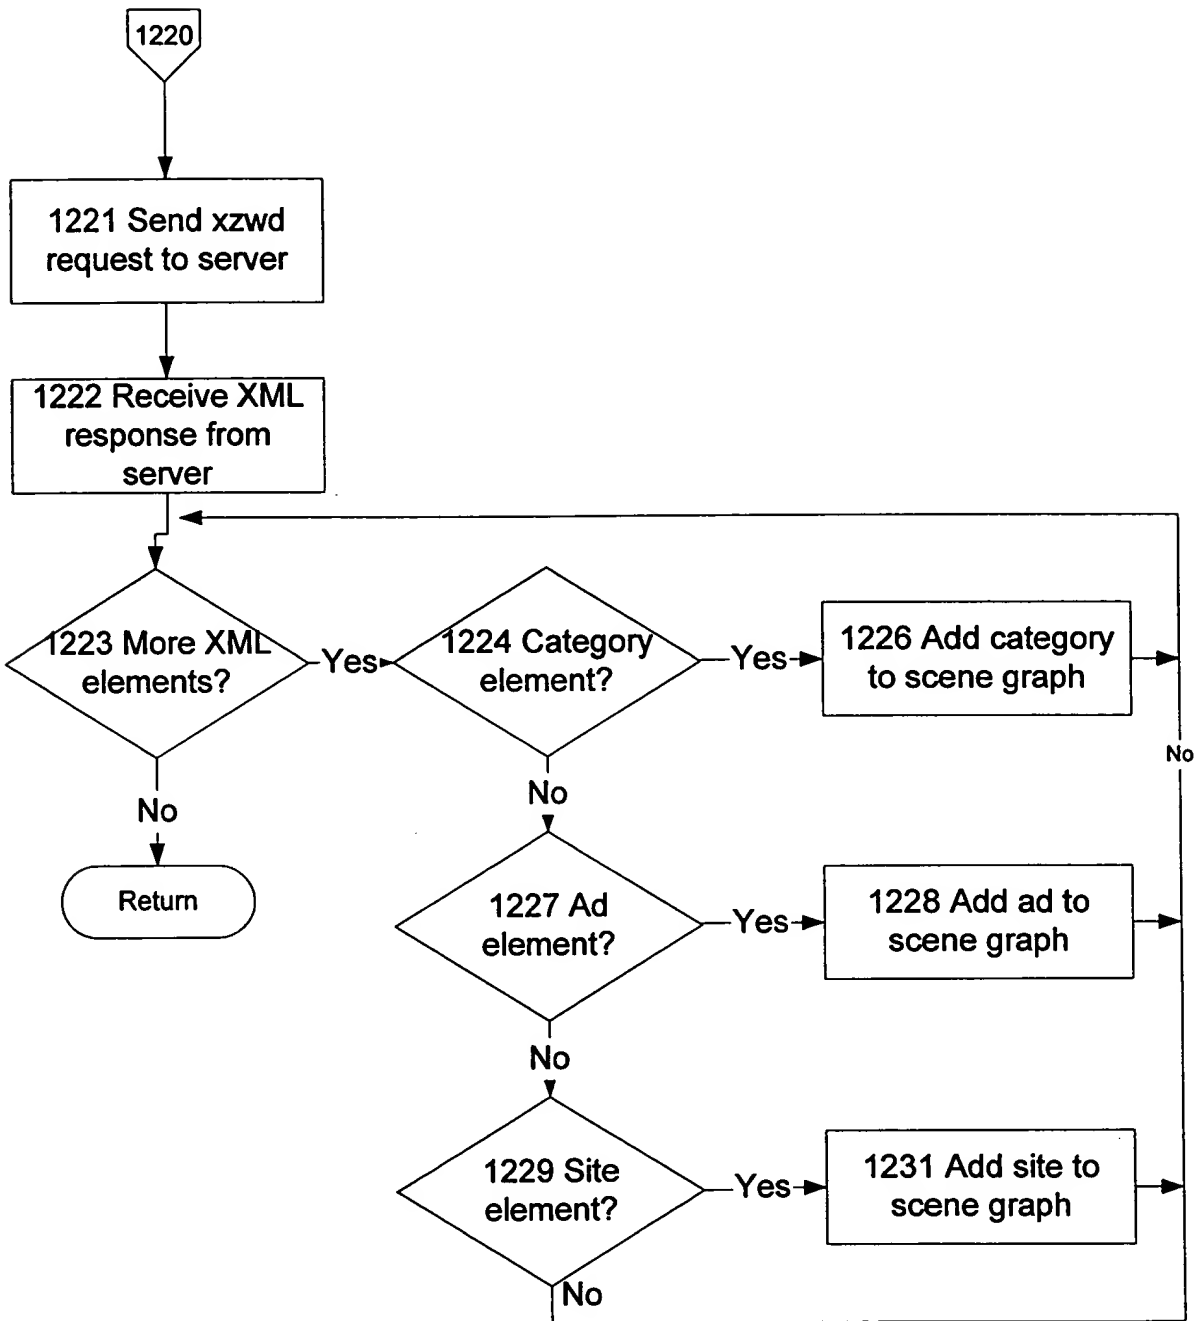 1220
1221 Send xzwd
request to server
1222 Receive XML
response from
server
1223 More XML
elements?
Yes
1224 Category
element?
Yes
1226 Add category
to scene graph
No
No
Return
No
1227 Ad
element?
Yes
1228 Add ad to
scene graph
No
1229 Site
element?
Yes
1231 Add site to
scene graph
No